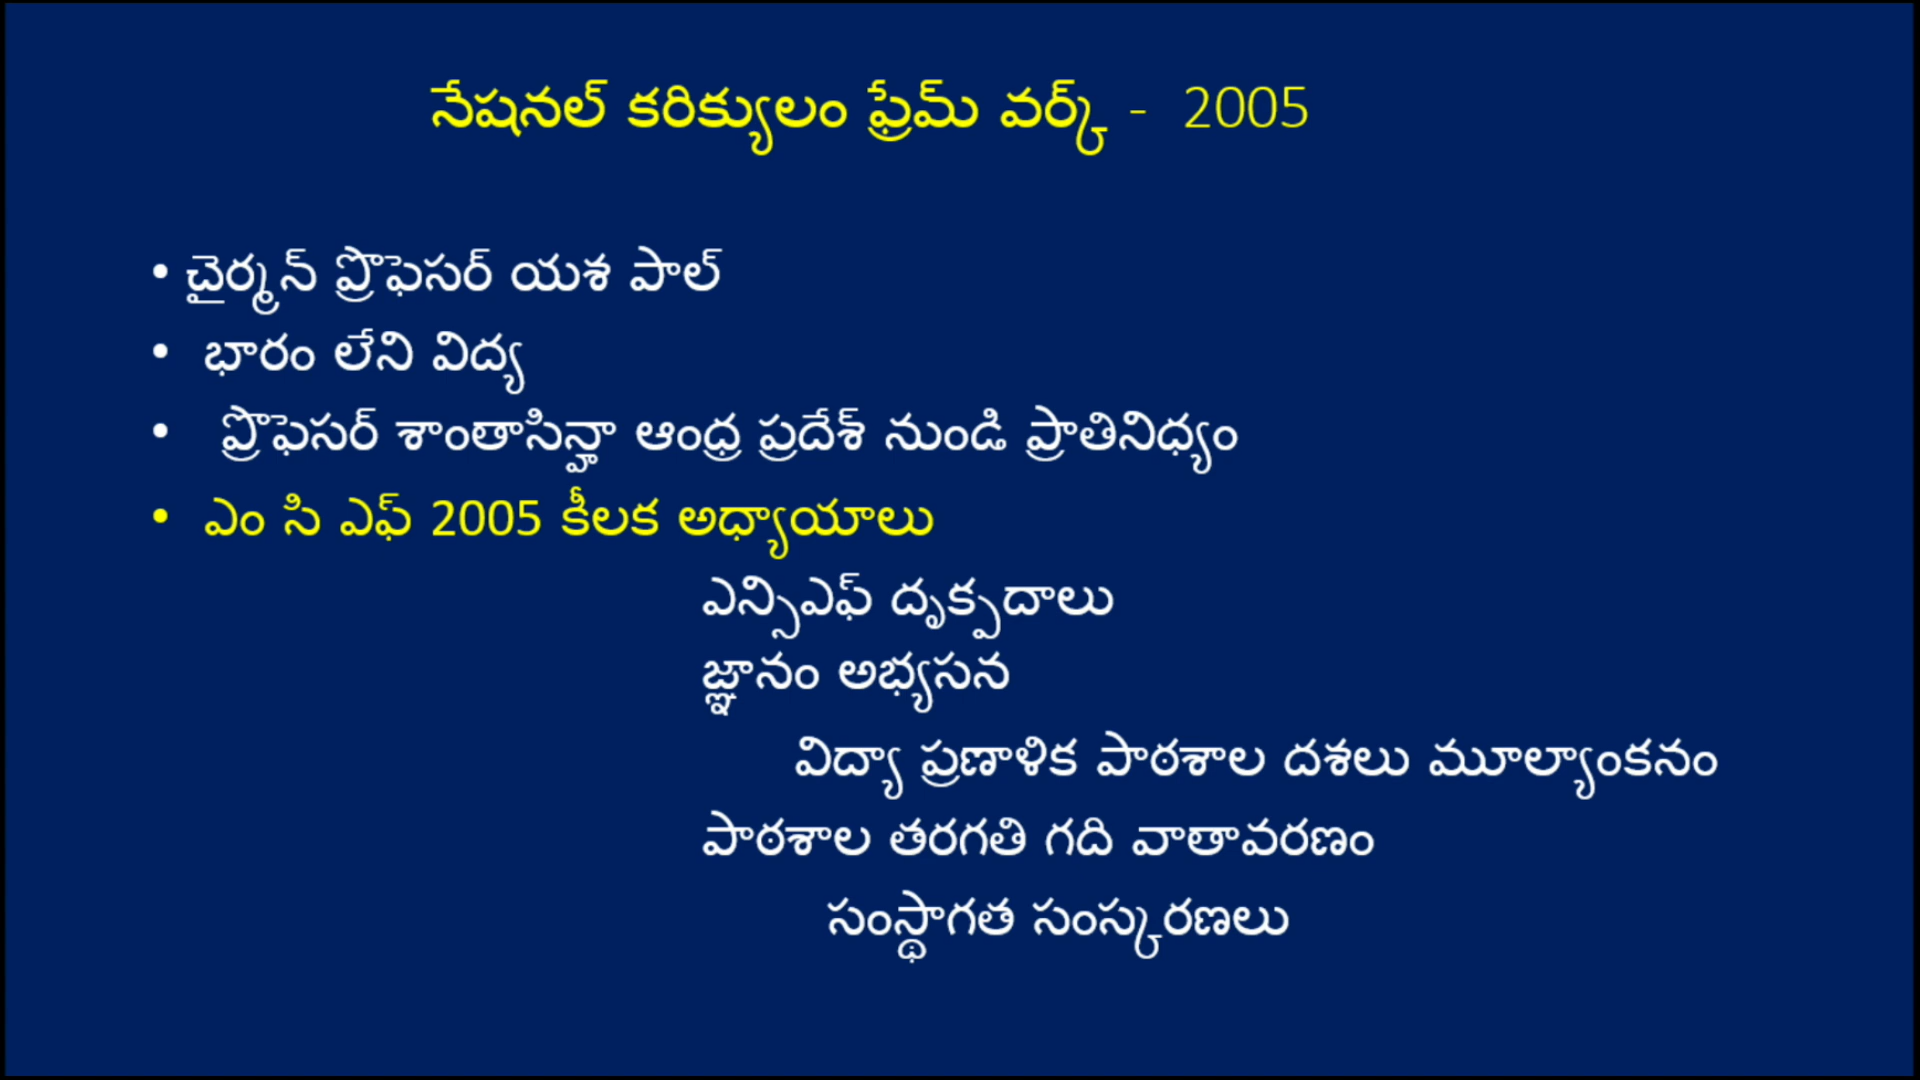 నేషనల్ కరిక్యులం ఫ్రేమ్ వర్క్ - 2005
• చైర్మన్ ప్రొఫెసర్ యశ పాల్
• భారం లేని విద్య
• ప్రొఫెసర్ శాంతాసిన్హా ఆంధ్ర ప్రదేశ్ నుండి ప్రాతినిధ్యం
• ఎం సి ఎఫ్ 2005 కీలక అధ్యాయాలు
ఎన్సిఎఫ్ దృక్పదాలు
జ్ఞానం అభ్యసన
విద్యా ప్రణాళిక పాఠశాల దశలు మూల్యాంకనం
పాఠశాల తరగతి గది వాతావరణం
సంస్థాగత సంస్కరణలు